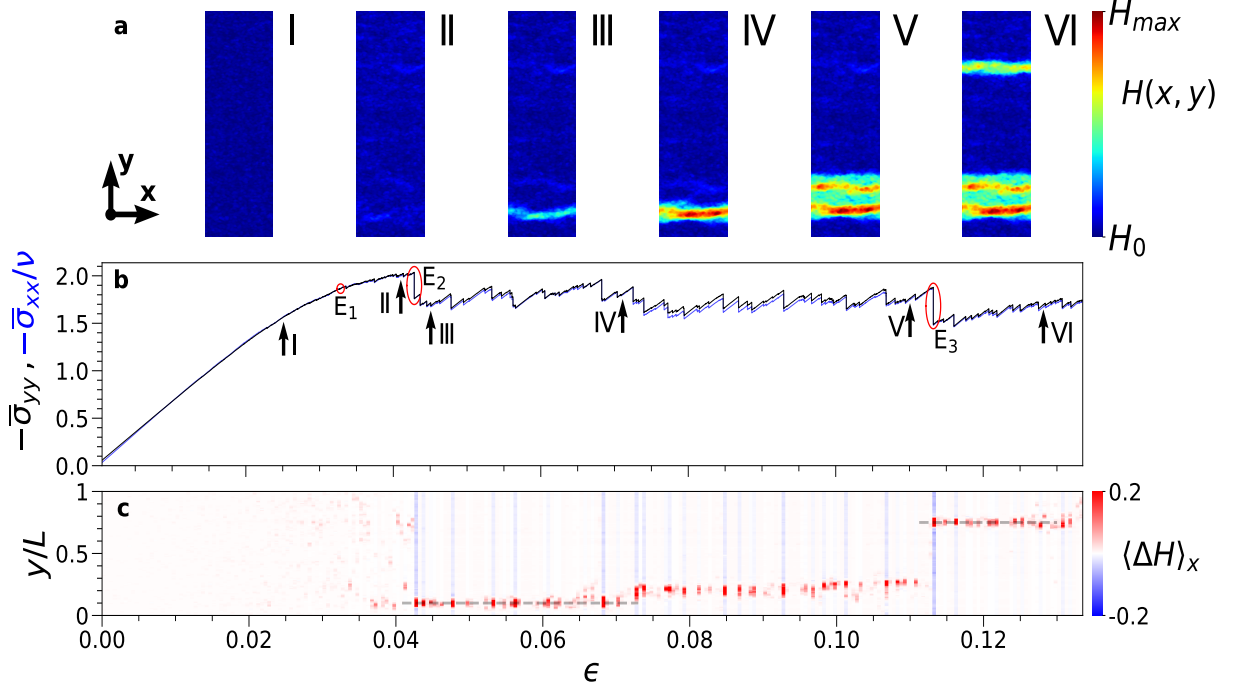 a
I
II
III
IV
V
VI
H_max
H(x, y)
H_0
y
x
b
−σ̅_yy , −σ̅_xx/ν
2.0
1.5
1.0
0.5
0.0
E_1
E_2
E_3
I
II
III
IV
V
VI
c
y/L
1
0.5
0
0.2
⟨ΔH⟩_x
-0.2
0.00
0.02
0.04
0.06
0.08
0.10
0.12
ϵ